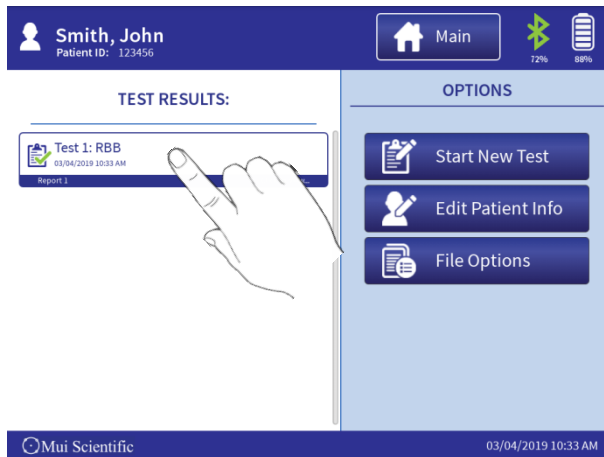 Smith, John
Patient ID: 123456
Main
72%
88%
TEST RESULTS:
Test 1: RBB
03/04/2019 10:33 AM
Report 1
OPTIONS
Start New Test
Edit Patient Info
File Options
Mui Scientific
03/04/2019 10:33 AM